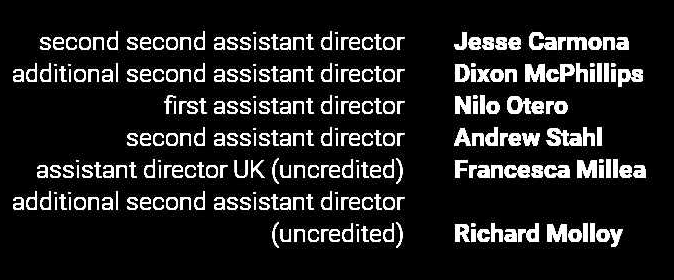 second second assistant director Jesse Carmona
additional second assistant director Dixon McPhillips
first assistant director Nilo Otero
second assistant director Andrew Stahl
assistant director UK (uncredited) Francesca Millea
additional second assistant director
(uncredited) Richard Molloy